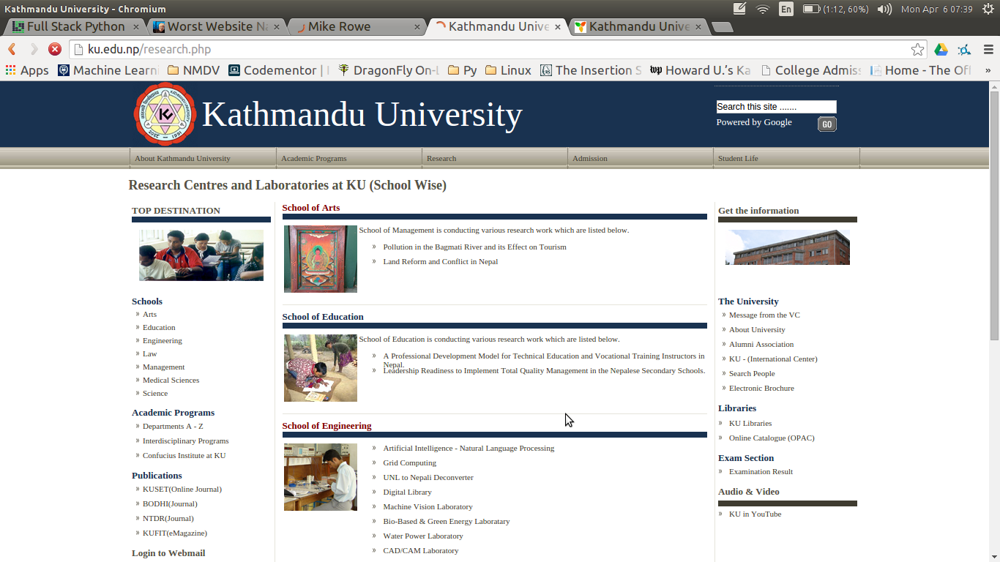 Kathmandu University - Chromium
En
(1:12, 60%)
Mon Apr 6 07:39
Full Stack Python
Worst Website Na
Mike Rowe
Kathmandu Unive
Kathmandu Unive
ku.edu.np/research.php
Apps
Machine Learni
NMDV
Codementor |
DragonFly On-L
Py
Linux
The Insertion S
wp
Howard U.'s Ka
College Admiss
Home - The Off
»
KU
Kathmandu University
Search this site .......
Powered by Google
GO
About Kathmandu University
Academic Programs
Research
Admission
Student Life
Research Centres and Laboratories at KU (School Wise)
TOP DESTINATION
Schools
» Arts
» Education
» Engineering
» Law
» Management
» Medical Sciences
» Science
Academic Programs
» Departments A - Z
» Interdisciplinary Programs
» Confucius Institute at KU
Publications
» KUSET(Online Journal)
» BODHI(Journal)
» NTDR(Journal)
» KUFIT(eMagazine)
Login to Webmail
School of Arts
School of Management is conducting various research work which are listed below.
» Pollution in the Bagmati River and its Effect on Tourism
» Land Reform and Conflict in Nepal
School of Education
School of Education is conducting various research work which are listed below.
» A Professional Development Model for Technical Education and Vocational Training Instructors in
Nepal.
» Leadership Readiness to Implement Total Quality Management in the Nepalese Secondary Schools.
School of Engineering
» Artificial Intelligence - Natural Language Processing
» Grid Computing
» UNL to Nepali Deconverter
» Digital Library
» Machine Vision Laboratory
» Bio-Based & Green Energy Laboratary
» Water Power Laboratory
» CAD/CAM Laboratory
Get the information
The University
» Message from the VC
» About University
» Alumni Association
» KU - (International Center)
» Search People
» Electronic Brochure
Libraries
» KU Libraries
» Online Catalogue (OPAC)
Exam Section
» Examination Result
Audio & Video
» KU in YouTube